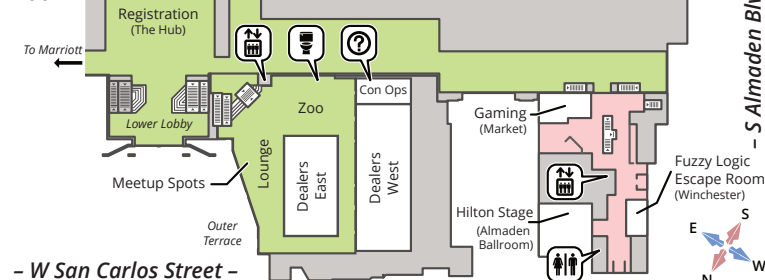 Registration
(The Hub)
To Marriott
Lower Lobby
?
Con Ops
Zoo
Lounge
Dealers
East
Dealers
West
Meetup Spots
Outer
Terrace
Gaming
(Market)
Hilton Stage
(Almaden
Ballroom)
Fuzzy Logic
Escape Room
(Winchester)
– W San Carlos Street –
– S Almaden Blv
S
E
W
N